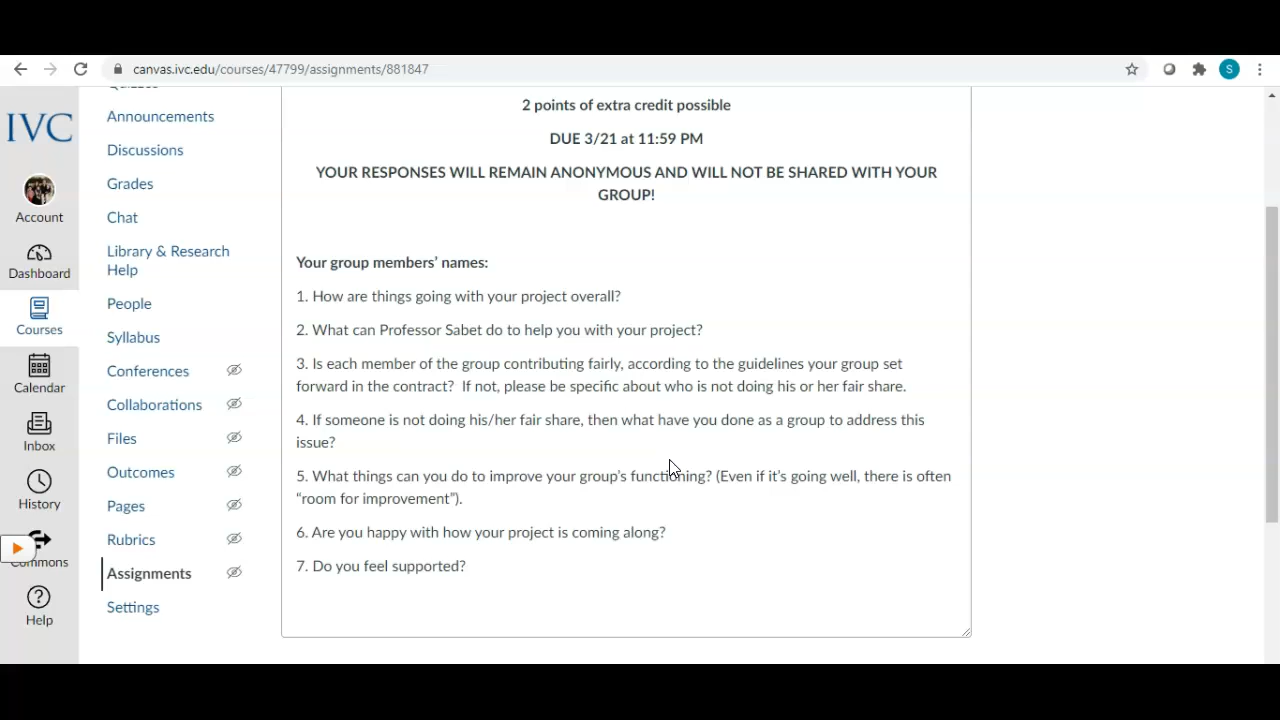 canvas.ivc.edu/courses/47799/assignments/881847
S
IVC
Account
Dashboard
Courses
Calendar
Inbox
History
Commons
Help
Quizzes
Announcements
Discussions
Grades
Chat
Library & Research
Help
People
Syllabus
Conferences
Collaborations
Files
Outcomes
Pages
Rubrics
Assignments
Settings
2 points of extra credit possible
DUE 3/21 at 11:59 PM
YOUR RESPONSES WILL REMAIN ANONYMOUS AND WILL NOT BE SHARED WITH YOUR
GROUP!
Your group members’ names:
1. How are things going with your project overall?
2. What can Professor Sabet do to help you with your project?
3. Is each member of the group contributing fairly, according to the guidelines your group set
forward in the contract?  If not, please be specific about who is not doing his or her fair share.
4. If someone is not doing his/her fair share, then what have you done as a group to address this
issue?
5. What things can you do to improve your group’s functioning? (Even if it’s going well, there is often
“room for improvement”).
6. Are you happy with how your project is coming along?
7. Do you feel supported?